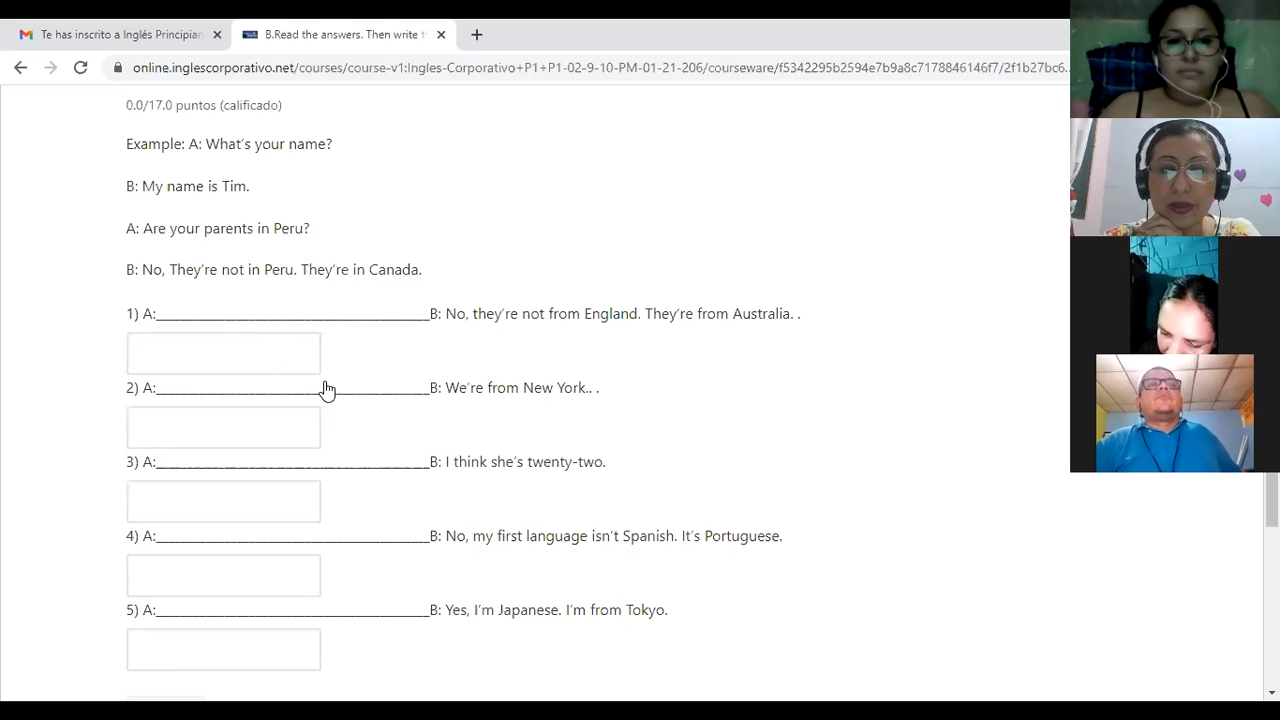 Te has inscrito a Inglés Principian
B.Read the answers. Then write t
online.inglescorporativo.net/courses/course-v1:Ingles-Corporativo+P1+P1-02-9-10-PM-01-21-206/courseware/f5342295b2594e7b9a8c7178846146f7/2f1b27bc6...
0.0/17.0 puntos (calificado)
Example: A: What's your name?
B: My name is Tim.
A: Are your parents in Peru?
B: No, They're not in Peru. They're in Canada.
1) A:___________________________________B: No, they're not from England. They're from Australia. .
2) A:___________________________________B: We're from New York.. .
3) A:___________________________________B: I think she's twenty-two.
4) A:___________________________________B: No, my first language isn't Spanish. It's Portuguese.
5) A:___________________________________B: Yes, I'm Japanese. I'm from Tokyo.